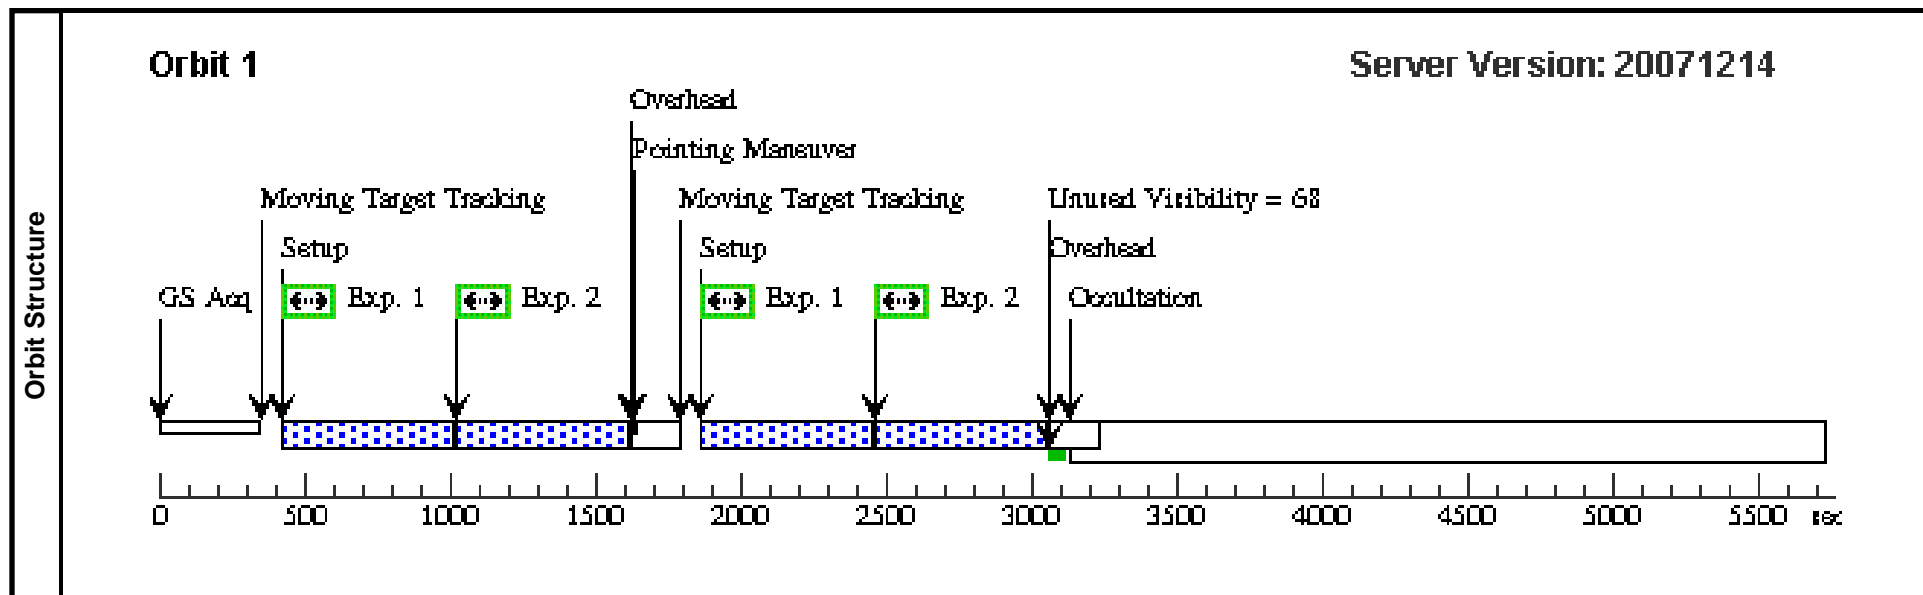 Orbit Structure
Orbit 1
Server Version: 20071214
Overhead
Pointing Maneuver
Moving Target Tracking
Moving Target Tracking
Unused Visibility = 68
Setup
Setup
Overhead
GS Acq
Exp. 1
Exp. 2
Exp. 1
Exp. 2
Occultation
0 500 1000 1500 2000 2500 3000 3500 4000 4500 5000 5500 sec